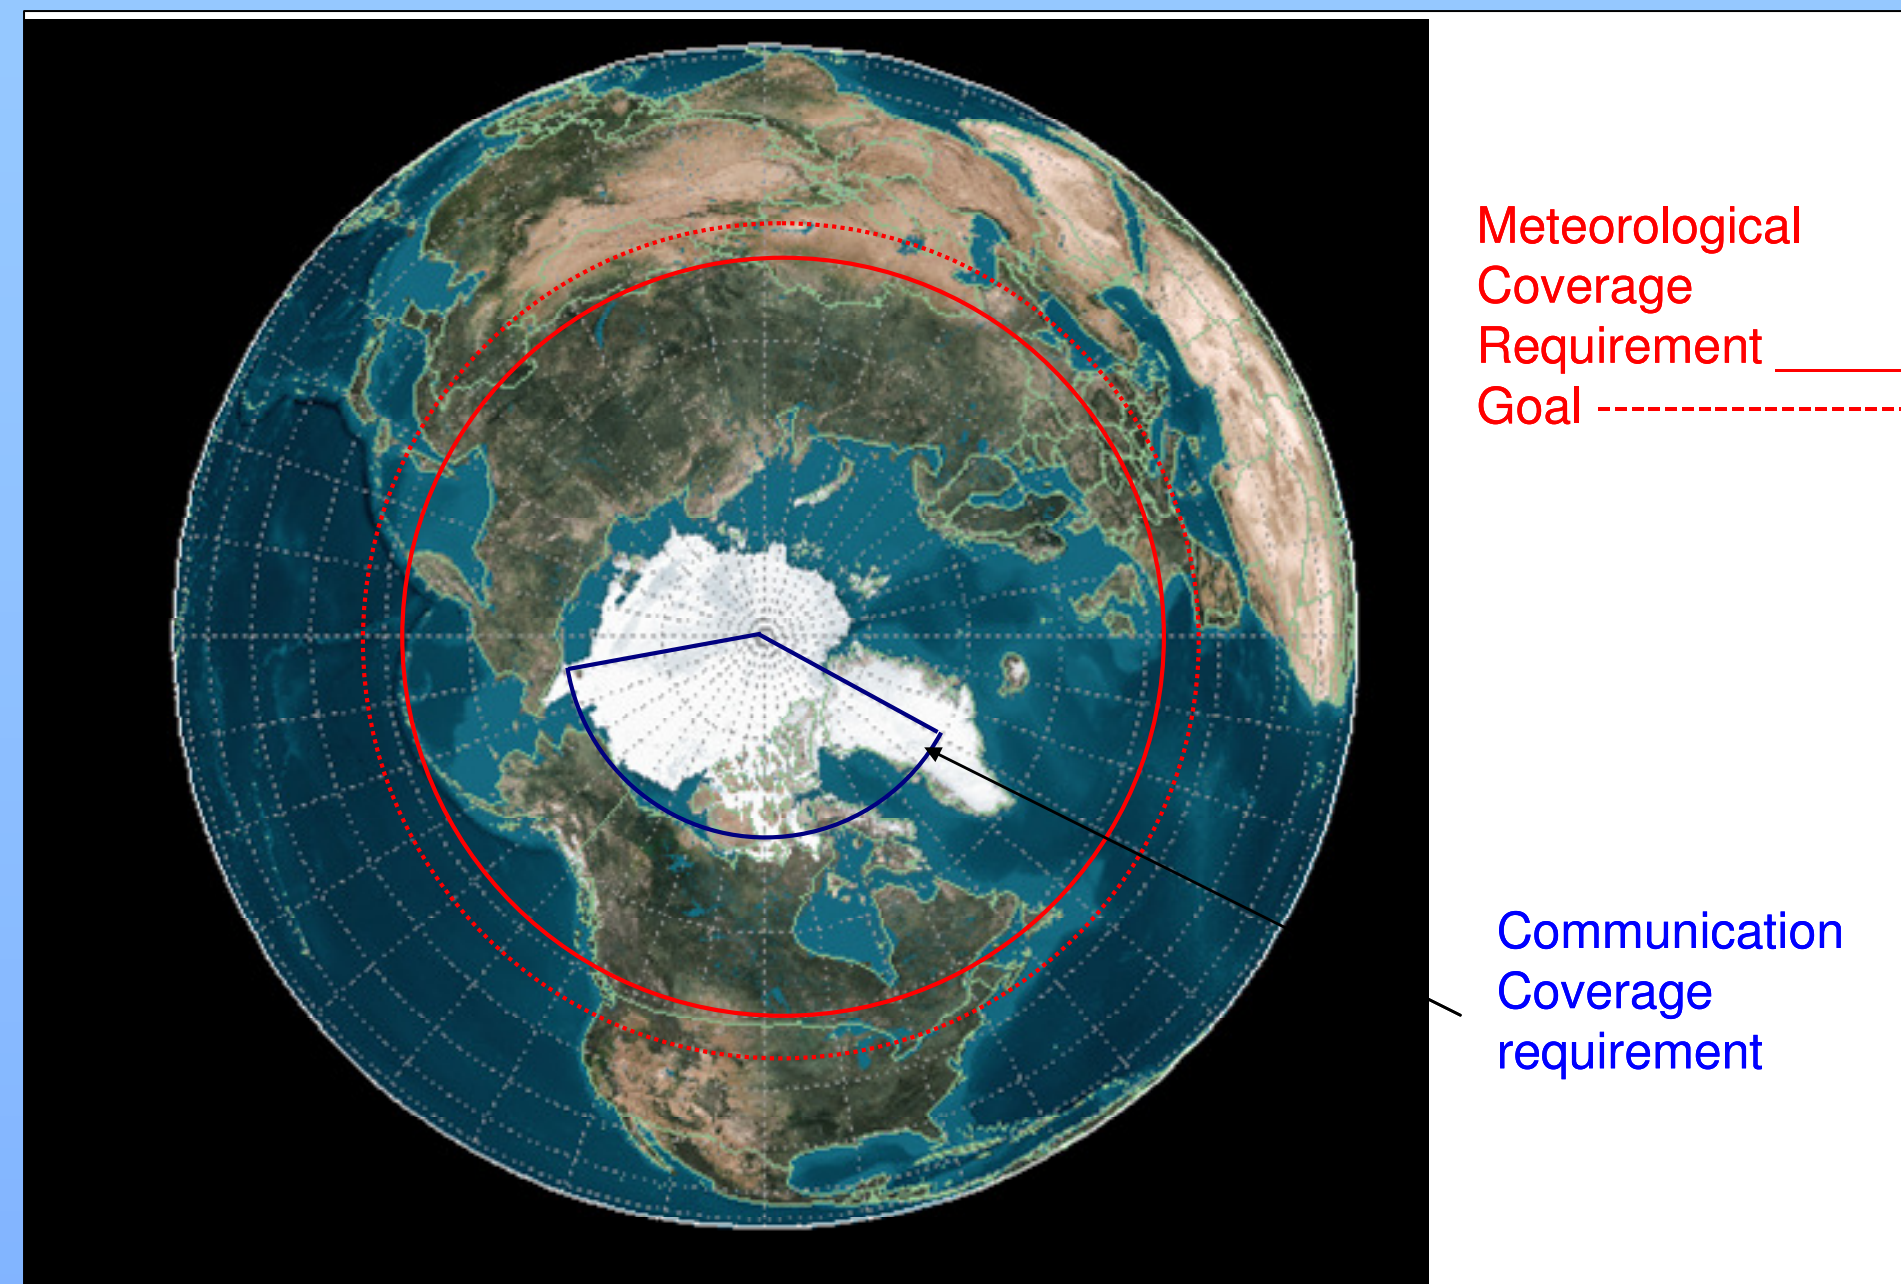 Meteorological
Coverage
Requirement
Goal
Communication
Coverage
requirement